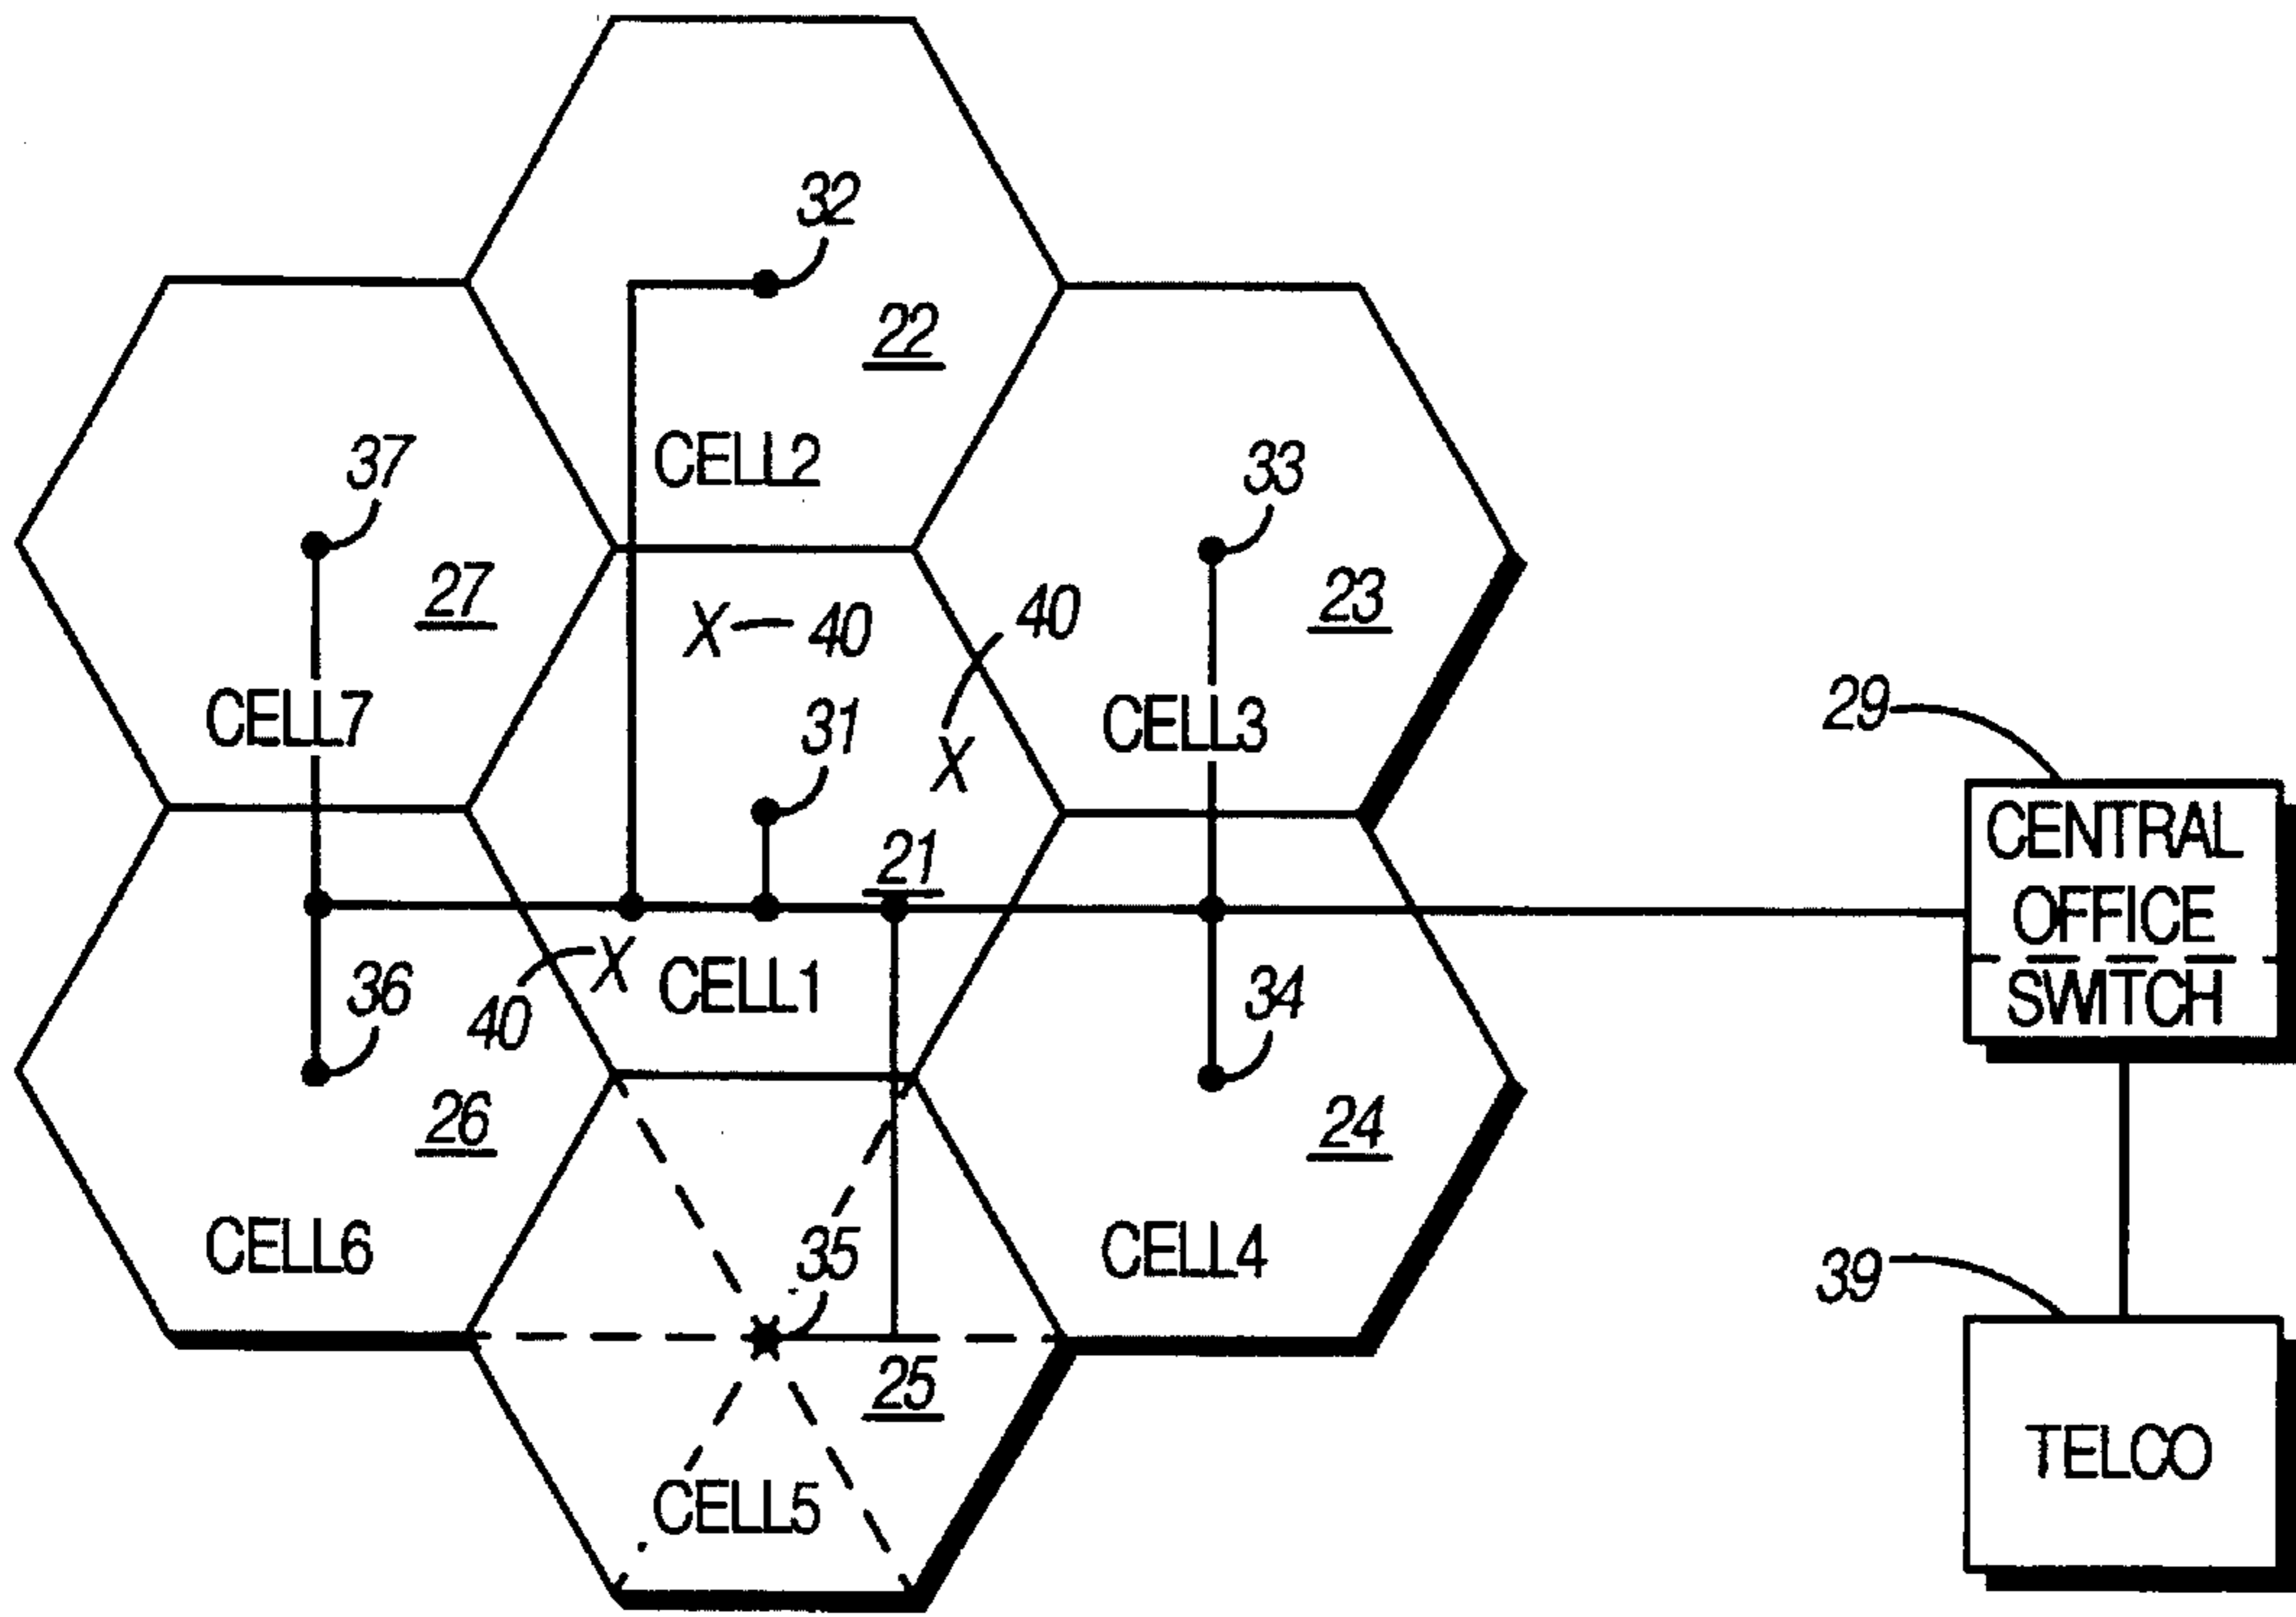 32
22
CELL2
37
33
27
23
X 40
40
X
CELL7
31
CELL3
29
21
CENTRAL
OFFICE
SWITCH
36
40
X
CELL1
34
26
24
CELL6
35
CELL4
39
25
CELL5
TELCO